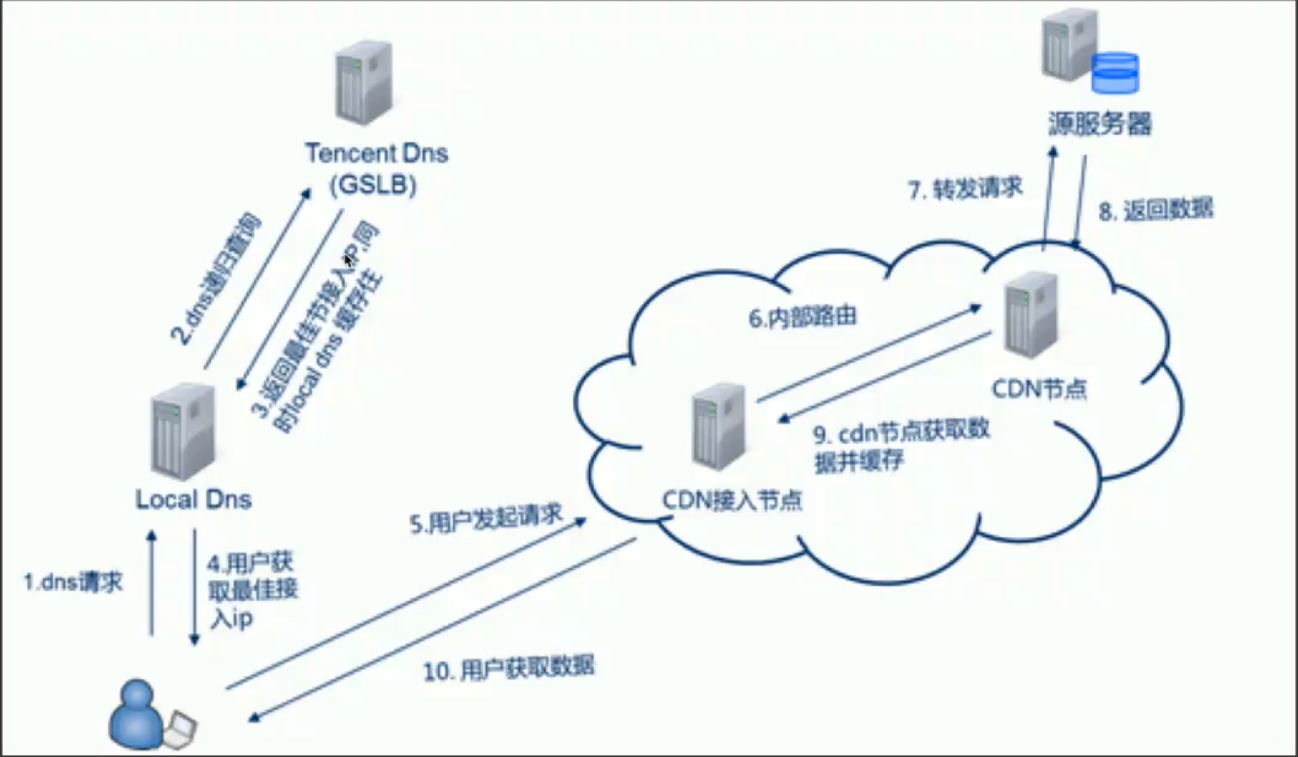 Tencent Dns
(GSLB)
源服务器
7. 转发请求
8. 返回数据
2.dns递归查询
3.返回最佳节接入IP,同
时local dns 缓存住
6.内部路由
CDN节点
9. cdn节点获取数
据并缓存
CDN接入节点
Local Dns
5.用户发起请求
1.dns请求
4.用户获
取最佳接
入ip
10. 用户获取数据